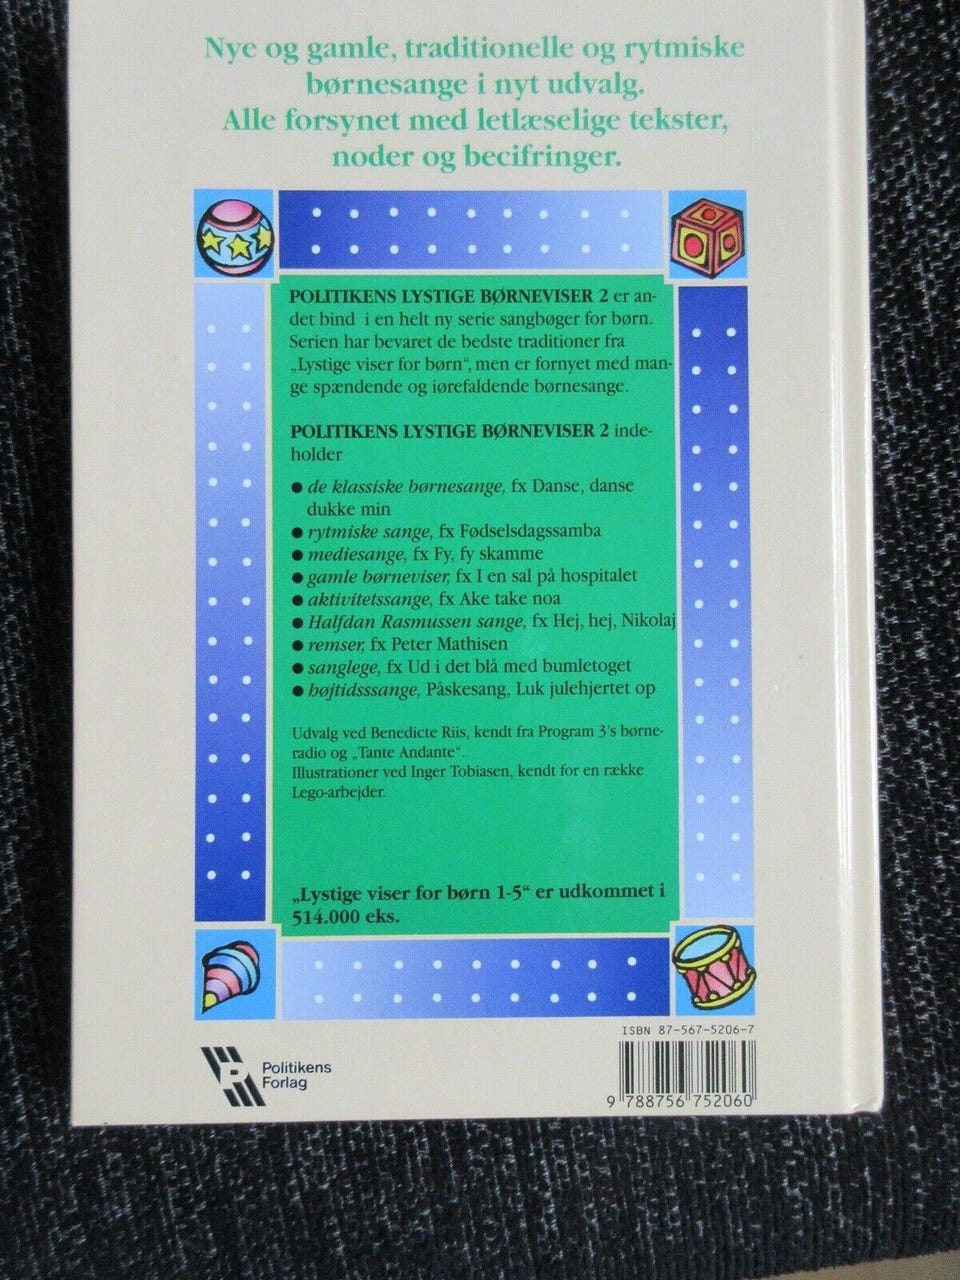 Nye og gamle, traditionelle og rytmiske
børnesange i nyt udvalg.
Alle forsynet med letlæselige tekster,
noder og becifringer.
POLITIKENS LYSTIGE BØRNEVISER 2 er an-
det bind i en helt ny serie sangbøger for børn.
Serien har bevaret de bedste traditioner fra
„Lystige viser for børn“, men er fornyet med man-
ge spændende og iørefaldende børnesange.
POLITIKENS LYSTIGE BØRNEVISER 2 inde-
holder
● de klassiske børnesange, fx Danse, danse
dukke min
● rytmiske sange, fx Fødselsdagssamba
● mediesange, fx Fy, fy skamme
● gamle børneviser, fx I en sal på hospitalet
● aktivitetssange, fx Ake take noa
● Halfdan Rasmussen sange, fx Hej, hej, Nikolaj
● remser, fx Peter Mathisen
● sanglege, fx Ud i det blå med bumletoget
● højtidsssange, Påskesang, Luk julehjertet op
Udvalg ved Benedicte Riis, kendt fra Program 3's børne-
radio og „Tante Andante“.
Illustrationer ved Inger Tobiasen, kendt for en række
Lego-arbejder.
„Lystige viser for børn 1-5“ er udkommet i
514.000 eks.
ISBN 87-567-5206-7
P
Politikens
Forlag
9 788756 752060